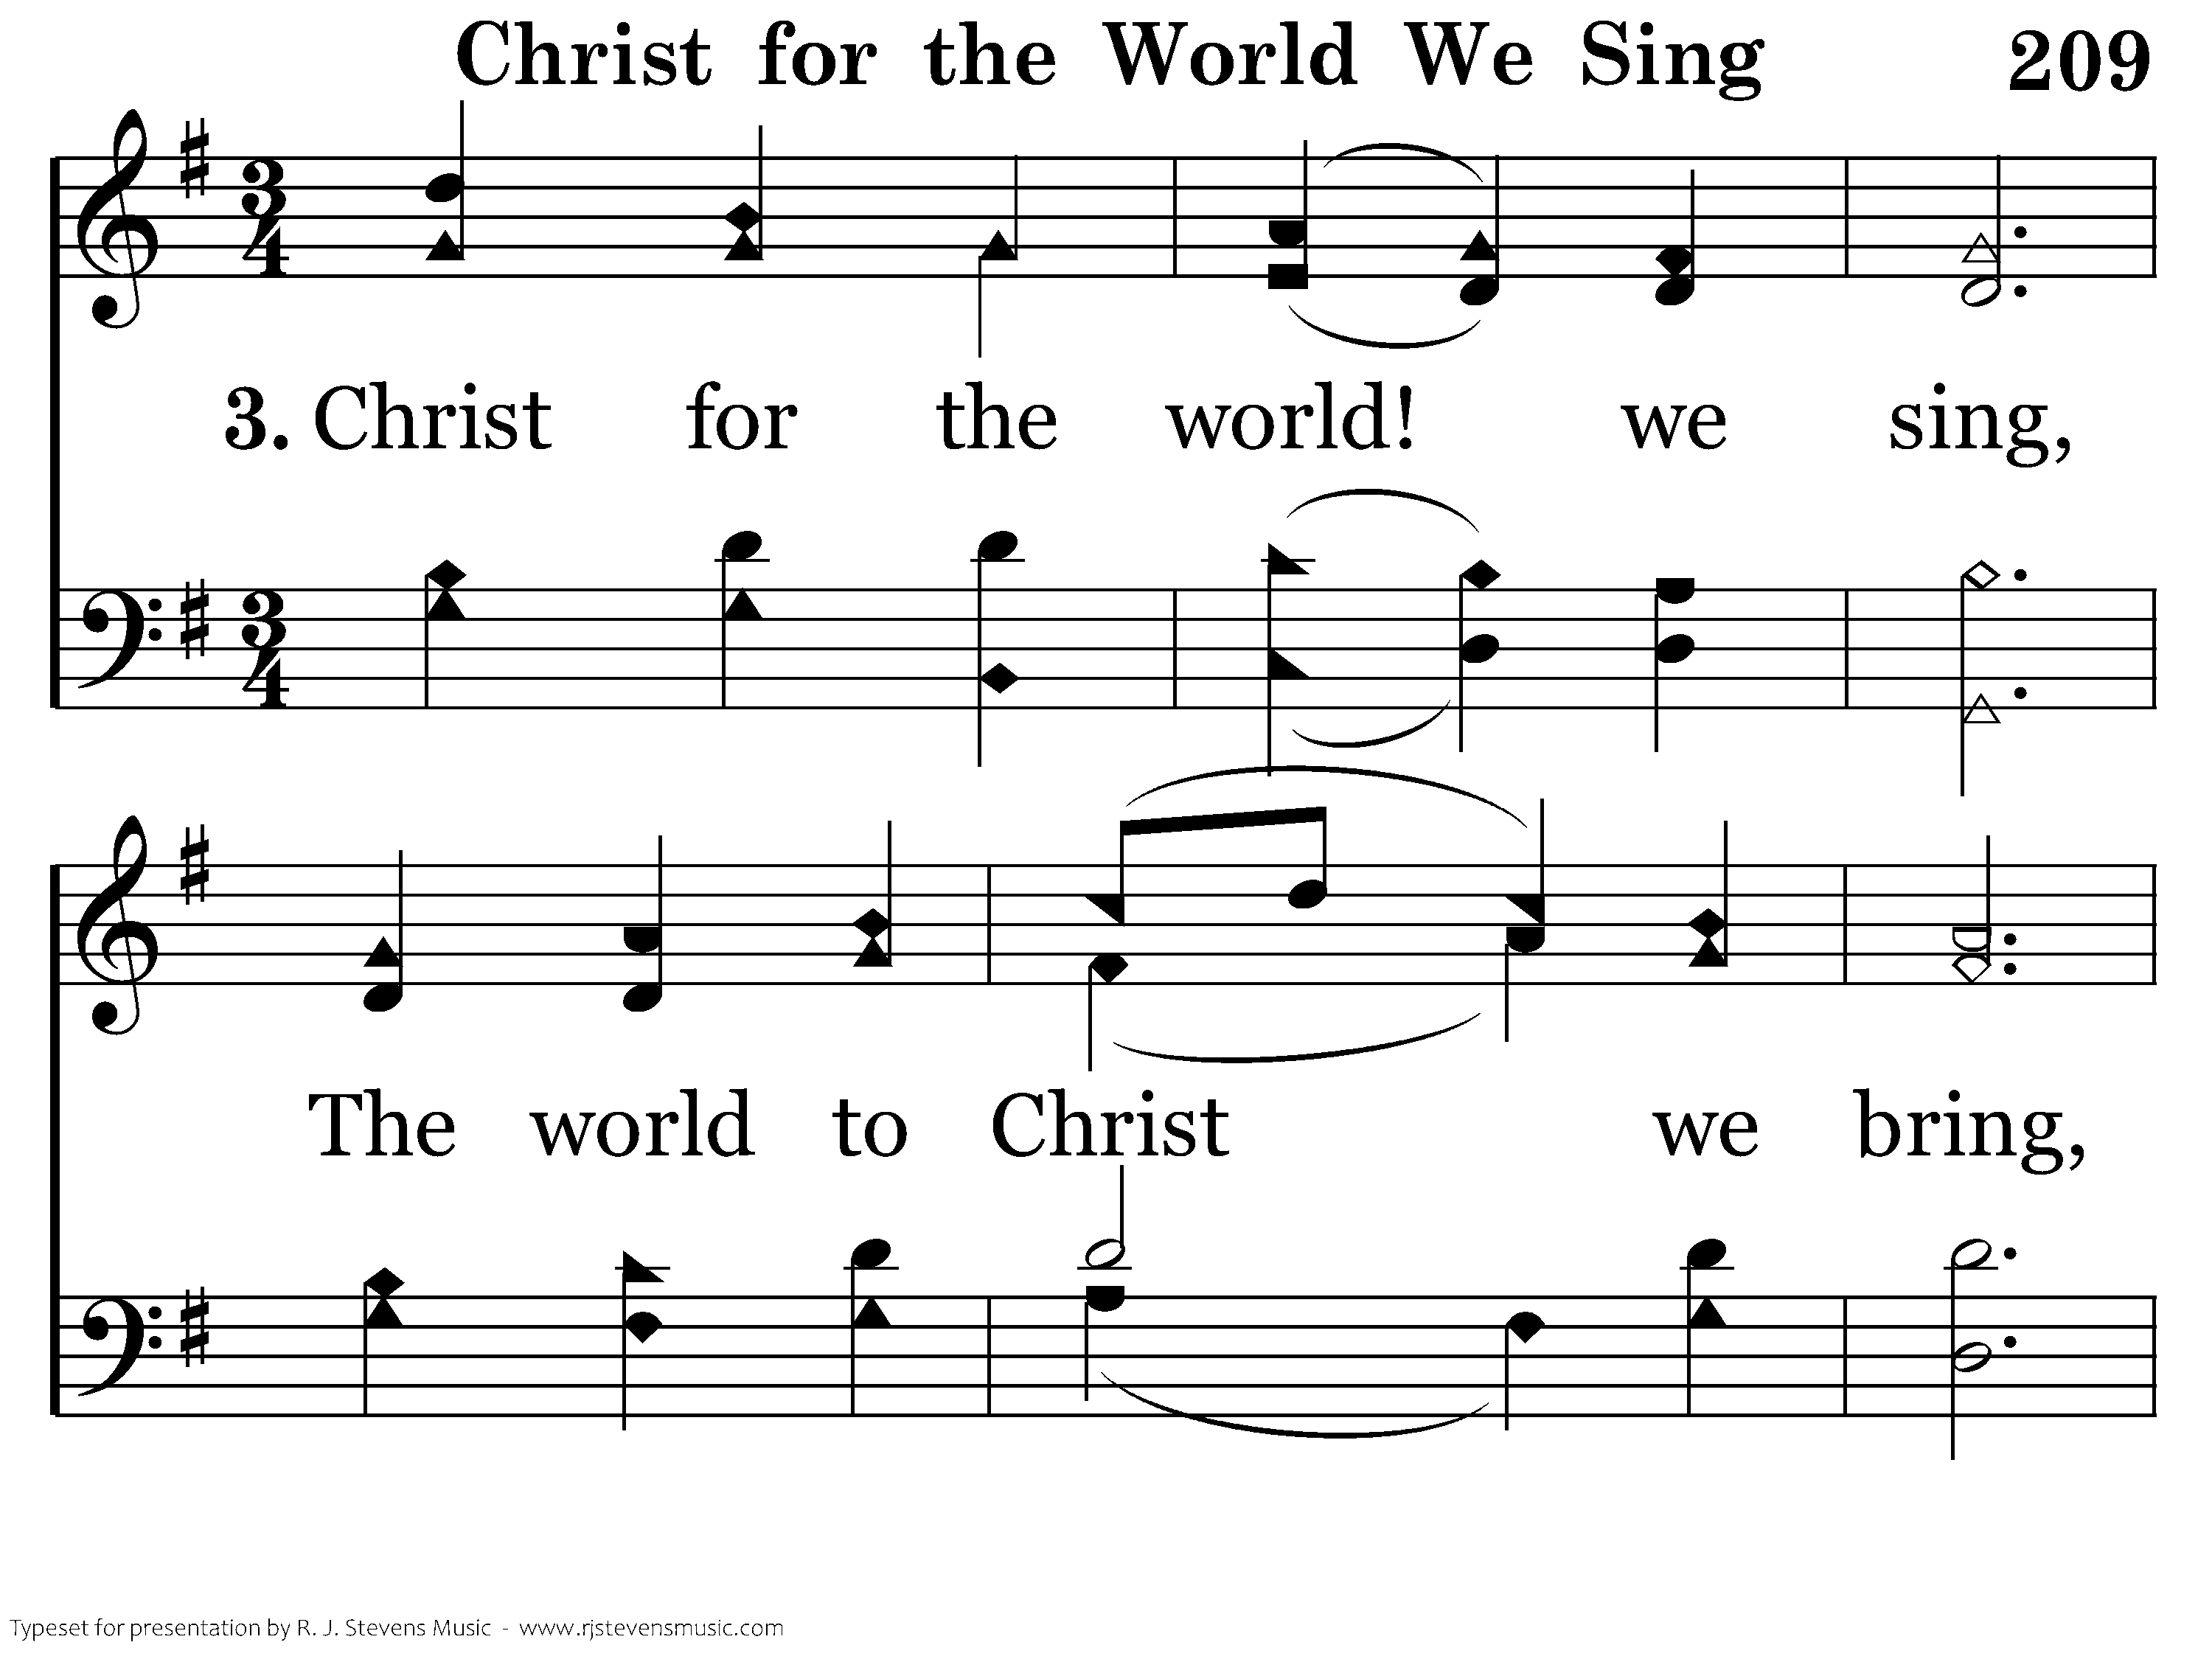 Christ for the World We Sing 209
3. Christ for the world! we sing,
The world to Christ we bring,
Typeset for presentation by R. J. Stevens Music - www.rjstevensmusic.com